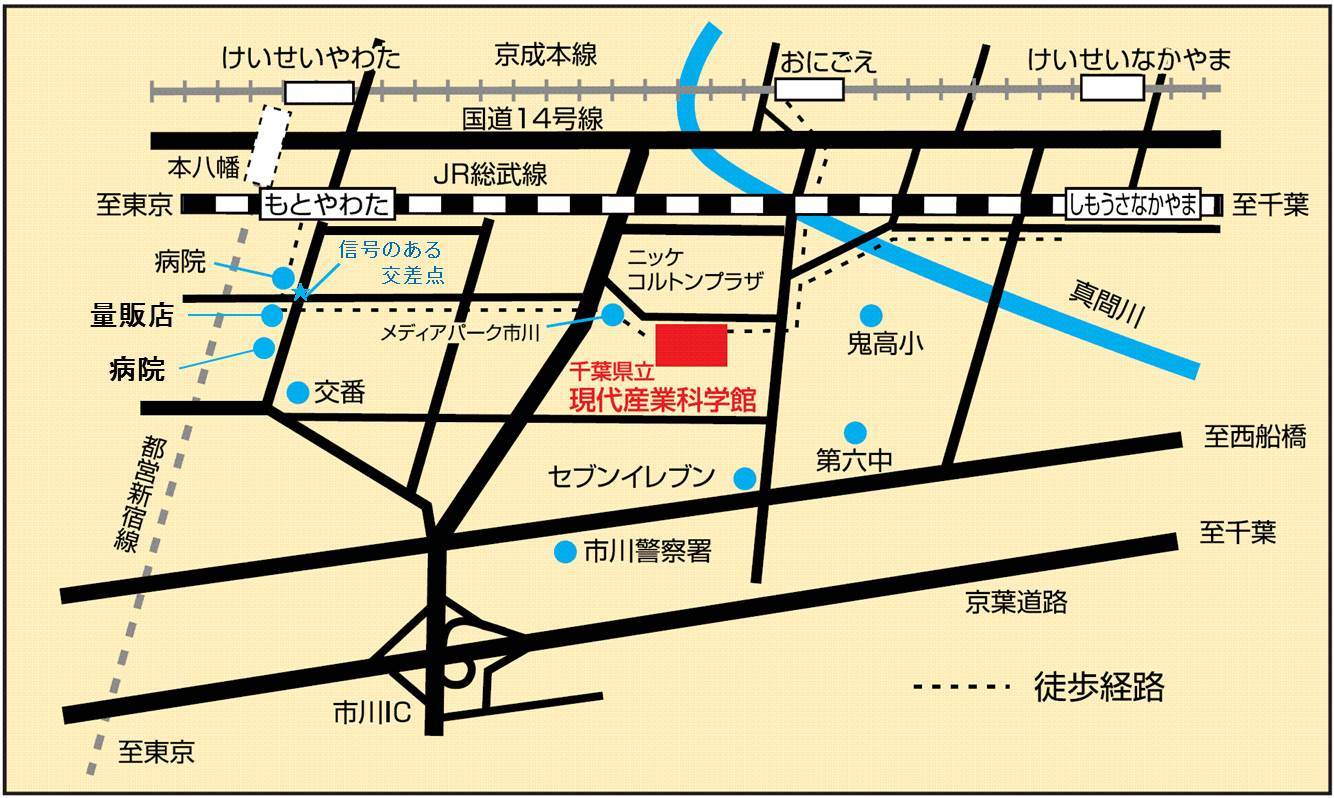 けいせいやわた
京成本線
おにごえ
けいせいなかやま
国道14号線
本八幡
JR総武線
至東京
もとやわた
しもうさなかやま
至千葉
病院
信号のある
交差点
ニッケ
コルトンプラザ
量販店
メディアパーク市川
真間川
鬼高小
病院
千葉県立
現代産業科学館
交番
都営新宿線
セブンイレブン
第六中
至西船橋
市川警察署
至千葉
京葉道路
市川IC
徒歩経路
至東京